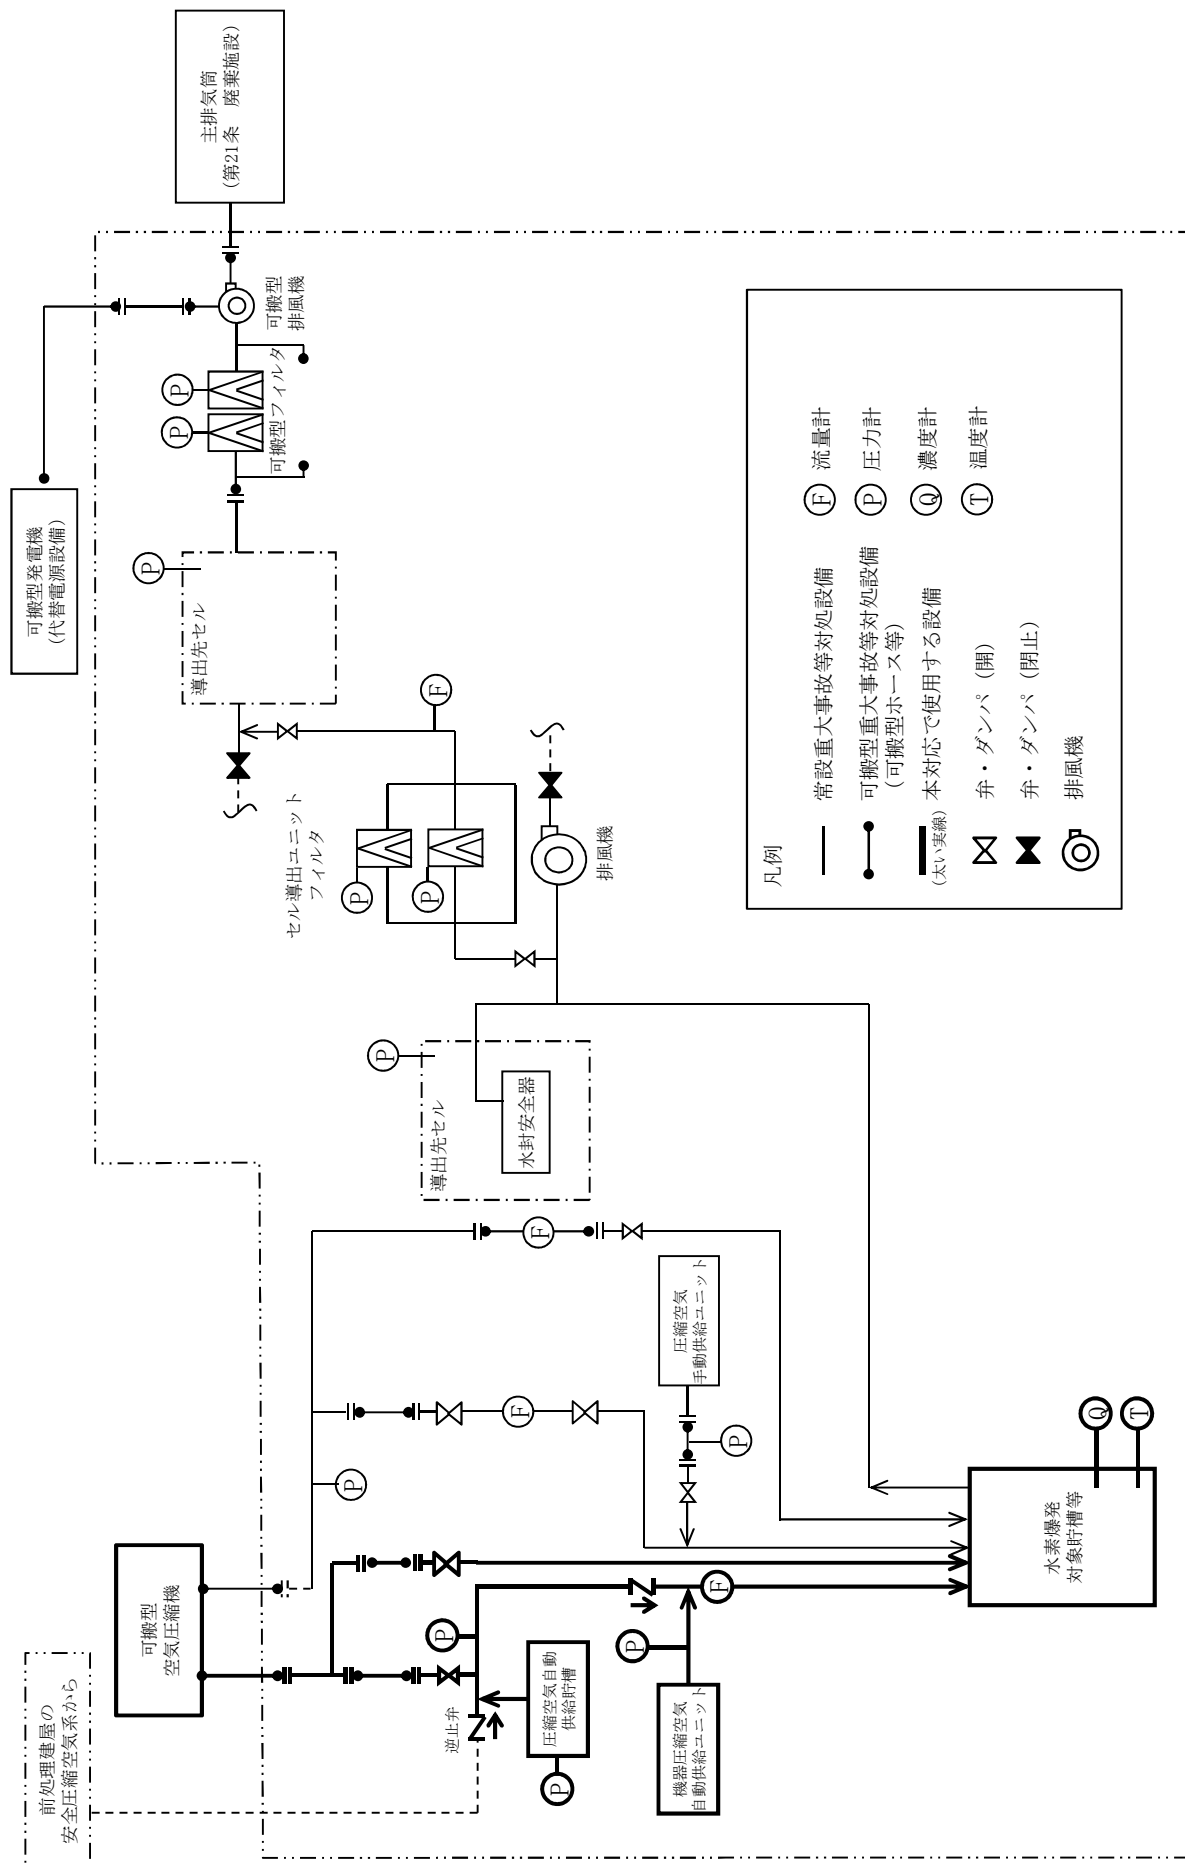 前処理建屋の
安全圧縮空気系から
可搬型
空気圧縮機
可搬型発電機
(代替電源設備)
主排気筒
(第21条　廃棄施設)
P
導出先セル
P
P
可搬型フィルタ
可搬型
排風機
セル導出ユニット
フィルタ
P
P
F
排風機
P
導出先セル
水封安全器
P
F
F
P
逆止弁
圧縮空気自動
供給貯槽
P
機器圧縮空気
自動供給ユニット
P
F
圧縮空気
手動供給ユニット
P
水素爆発
対象貯槽等
Q
T
凡例
常設重大事故等対処設備
可搬型重大事故等対処設備
(可搬型ホース等)
(太い実線)
本対応で使用する設備
弁・ダンパ (開)
弁・ダンパ (閉止)
排風機
F 流量計
P 圧力計
Q 濃度計
T 温度計